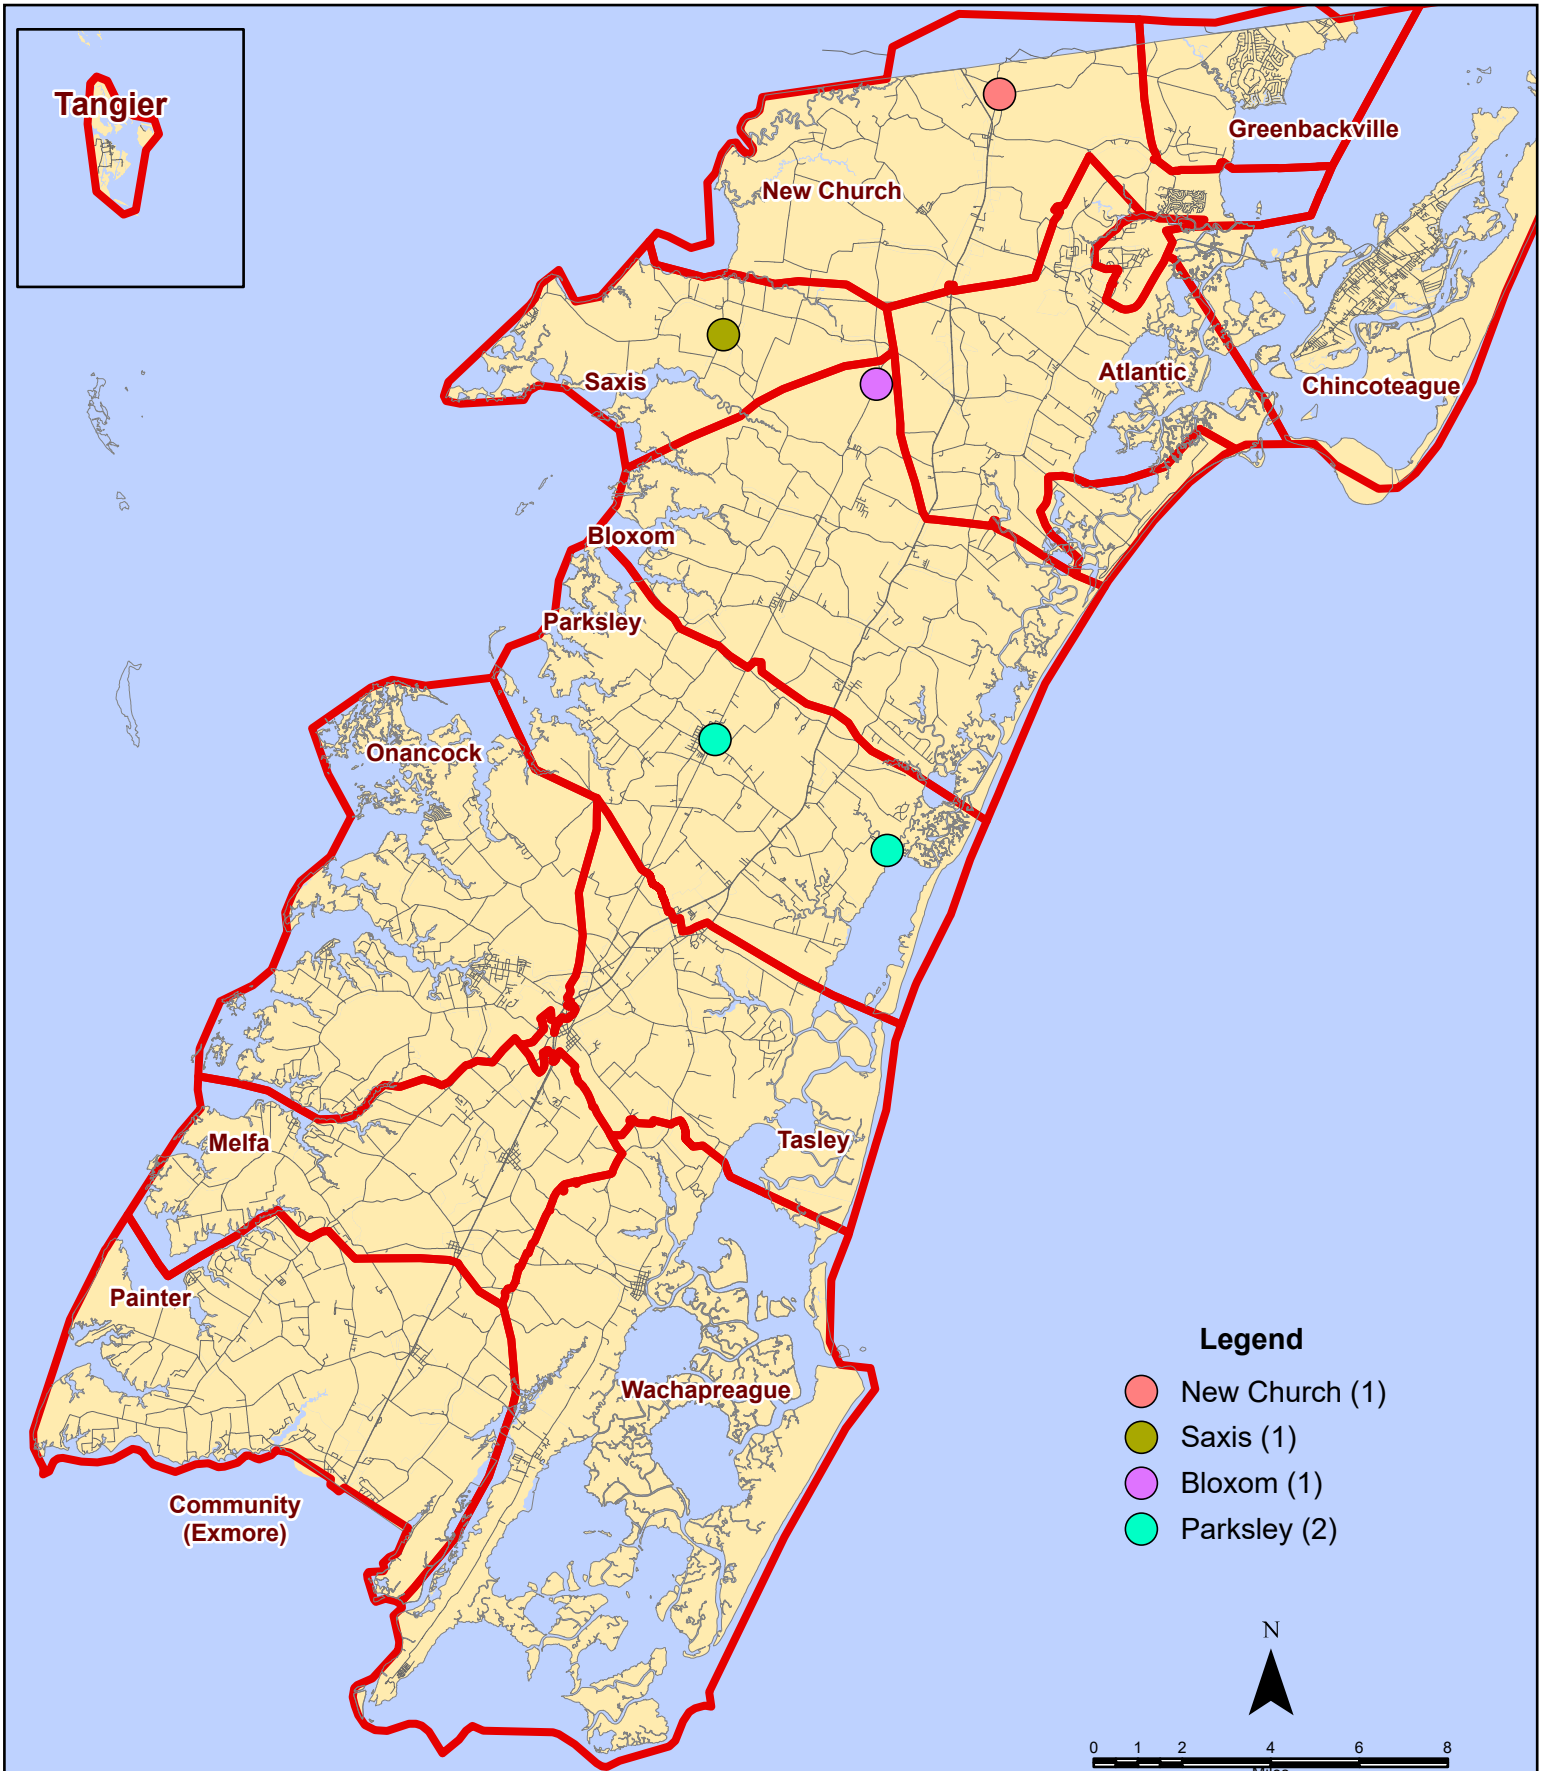 Tangier
Greenbackville
New Church
Saxis
Atlantic
Chincoteague
Bloxom
Parksley
Onancock
Tasley
Melfa
Painter
Wachapreague
Community
(Exmore)
Legend
New Church (1)
Saxis (1)
Bloxom (1)
Parksley (2)
N
0 1 2 4 6 8
Miles